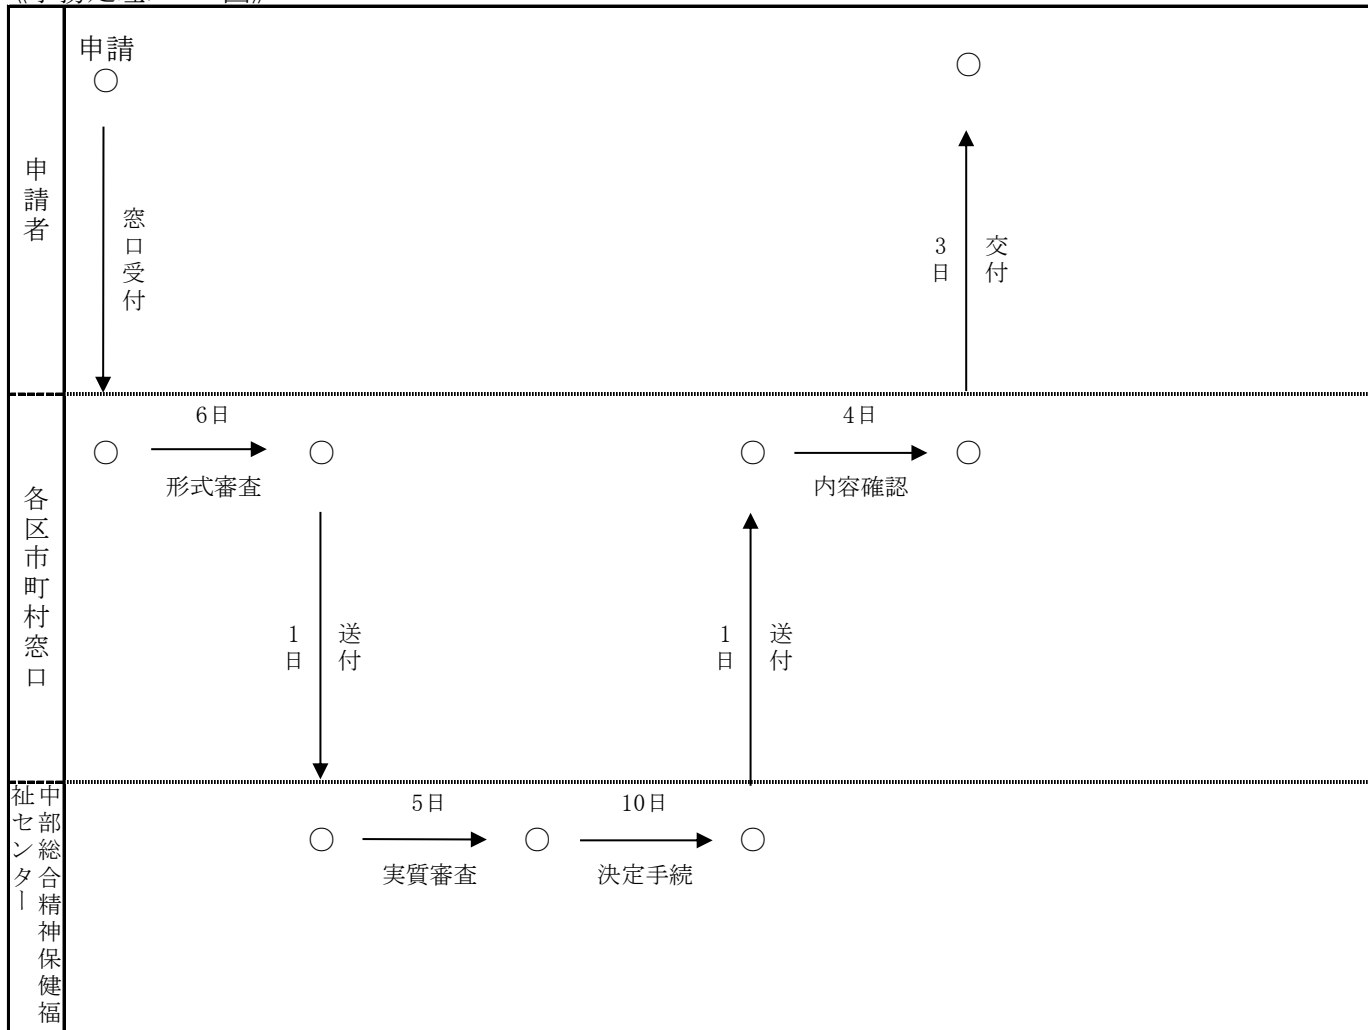 申請
申請者
窓口受付
3日
交付
各区市町村窓口
6日
形式審査
4日
内容確認
1日
送付
1日
送付
中部総合精神保健福
祉センター
5日
実質審査
10日
決定手続